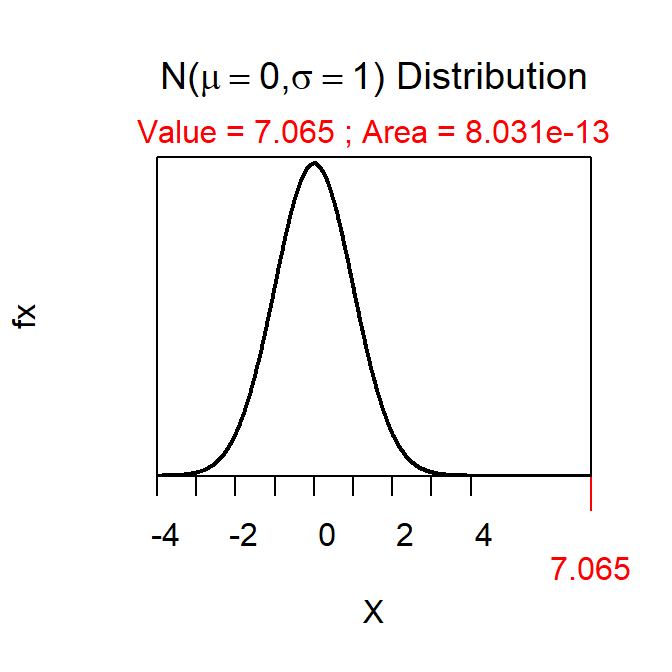 N(μ = 0,σ = 1) Distribution
Value = 7.065 ; Area = 8.031e-13
fx
-4 -2 0 2 4
7.065
X